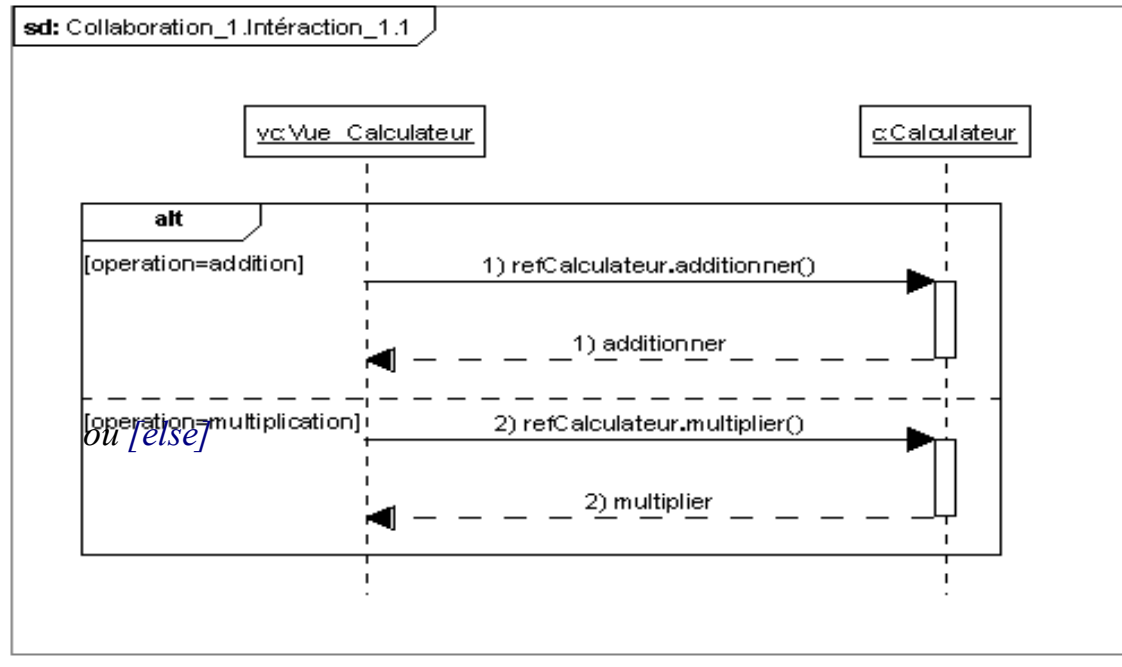 sd: Collaboration_1.Intéraction_1.1
vc:Vue_Calculateur
c:Calculateur
alt
[operation=addition]
1) refCalculateur.additionner()
1) additionner
[operation=multiplication]
2) refCalculateur.multiplier()
ou [else]
2) multiplier